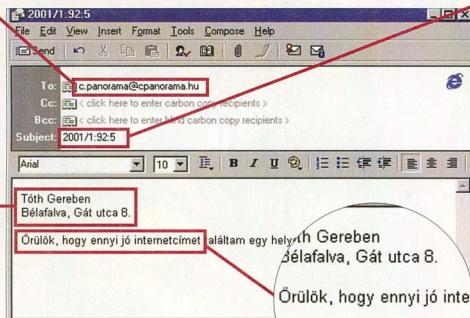 2001/1:92:5
File Edit View Insert Format Tools Compose Help
Send
To: c.panorama@cpanorama.hu
Cc: < click here to enter carbon copy recipients >
Bcc: < click here to enter blind carbon copy recipients >
Subject: 2001/1:92:5
Arial 10 B I U
Tóth Gereben
Bélafalva, Gát utca 8.
Örülök, hogy ennyi jó internetcímet találtam egy hely
th Gereben
Bélafalva, Gát utca 8.
Örülök, hogy ennyi jó inte